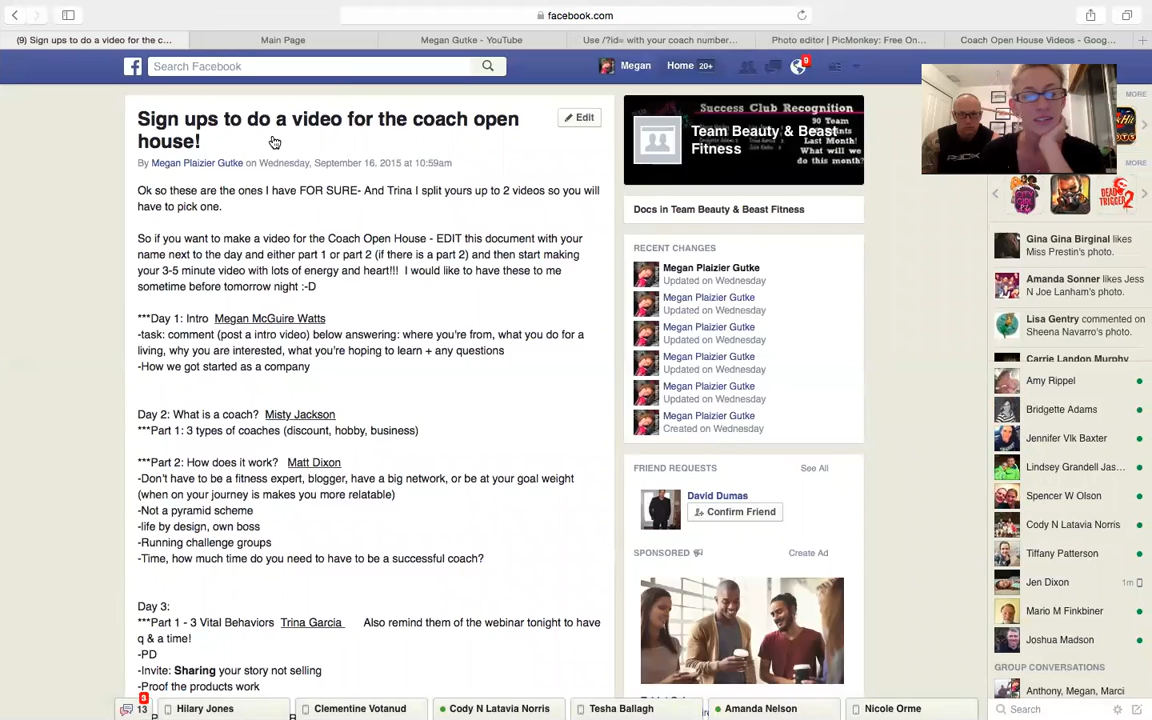 facebook.com
(9) Sign ups to do a video for the c...
Main Page
Megan Gutke - YouTube
Use /?id= with your coach number...
Photo editor | PicMonkey: Free On...
Coach Open House Videos - Goog...
Search Facebook
Megan
Home 20+
9
Sign ups to do a video for the coach open
house!
Edit
By Megan Plaizier Gutke on Wednesday, September 16, 2015 at 10:59am
Ok so these are the ones I have FOR SURE- And Trina I split yours up to 2 videos so you will
have to pick one.
So if you want to make a video for the Coach Open House - EDIT this document with your
name next to the day and either part 1 or part 2 (if there is a part 2) and then start making
your 3-5 minute video with lots of energy and heart!!!  I would like to have these to me
sometime before tomorrow night :-D
***Day 1: Intro  Megan McGuire Watts
-task: comment (post a intro video) below answering: where you're from, what you do for a
living, why you are interested, what you're hoping to learn + any questions
-How we got started as a company
Day 2: What is a coach?  Misty Jackson
***Part 1: 3 types of coaches (discount, hobby, business)
***Part 2: How does it work?  Matt Dixon
-Don't have to be a fitness expert, blogger, have a big network, or be at your goal weight
(when on your journey is makes you more relatable)
-Not a pyramid scheme
-life by design, own boss
-Running challenge groups
-Time, how much time do you need to have to be a successful coach?
Day 3:
***Part 1 - 3 Vital Behaviors  Trina Garcia  Also remind them of the webinar tonight to have
q & a time!
-PD
-Invite: Sharing your story not selling
-Proof the products work
Success Club Recognition
90 Team
Points
Last Month!
What will
we do this
month?
Team Beauty & Beast
Fitness
Docs in Team Beauty & Beast Fitness
RECENT CHANGES
Megan Plaizier Gutke
Updated on Wednesday
Megan Plaizier Gutke
Updated on Wednesday
Megan Plaizier Gutke
Updated on Wednesday
Megan Plaizier Gutke
Updated on Wednesday
Megan Plaizier Gutke
Updated on Wednesday
Megan Plaizier Gutke
Created on Wednesday
FRIEND REQUESTS
See All
David Dumas
Confirm Friend
SPONSORED
Create Ad
MORE
MORE
Gina Gina Birginal likes
Miss Prestin's photo.
Amanda Sonner likes Jess
N Joe Lanham's photo.
Lisa Gentry commented on
Sheena Navarro's photo.
Carrie Landon Murphy
Amy Rippel
Bridgette Adams
Jennifer Vlk Baxter
Lindsey Grandell Jas...
Spencer W Olson
Cody N Latavia Norris
Tiffany Patterson
Jen Dixon
1m
Mario M Finkbiner
Joshua Madson
GROUP CONVERSATIONS
Anthony, Megan, Marci
Search
3
13
Hilary Jones
Clementine Votanud
Cody N Latavia Norris
Tesha Ballagh
Amanda Nelson
Nicole Orme